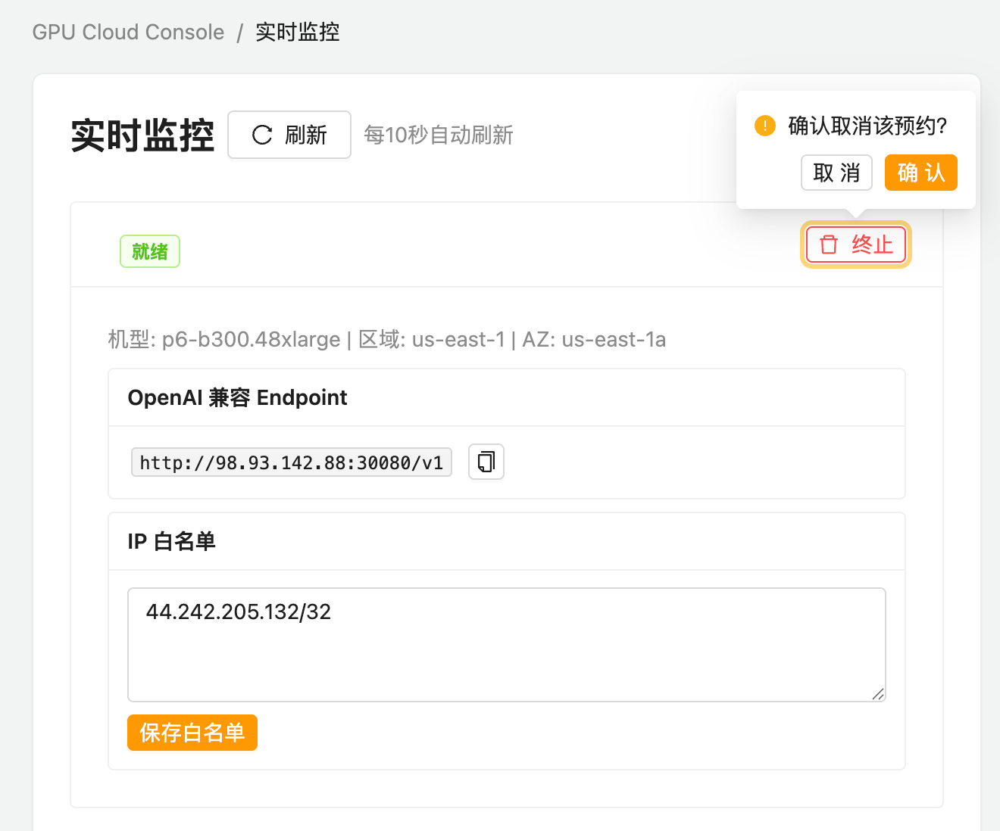 GPU Cloud Console / 实时监控
实时监控
刷新
每10秒自动刷新
确认取消该预约?
取 消
确 认
就绪
终止
机型: p6-b300.48xlarge | 区域: us-east-1 | AZ: us-east-1a
OpenAI 兼容 Endpoint
http://98.93.142.88:30080/v1
IP 白名单
44.242.205.132/32
保存白名单